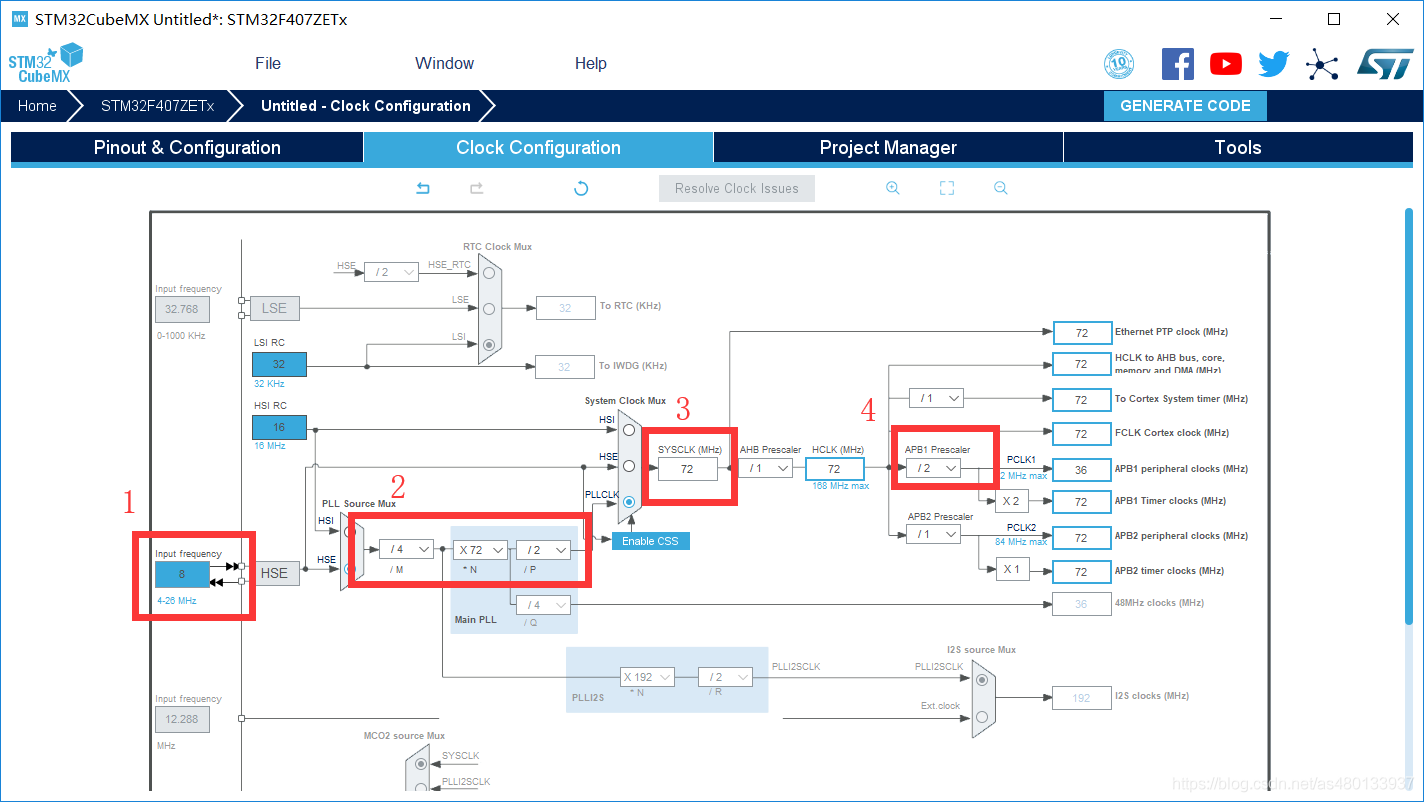 MX STM32CubeMX Untitled*: STM32F407ZETx
STM32 CubeMX
File Window Help
10
Home STM32F407ZETx Untitled - Clock Configuration GENERATE CODE
Pinout & Configuration Clock Configuration Project Manager Tools
Resolve Clock Issues
RTC Clock Mux
HSE / 2 HSE_RTC
Input frequency
32.768
0-1000 KHz
LSE
LSE
32 To RTC (KHz)
LSI RC
32
32 KHz
LSI
32 To IWDG (KHz)
HSI RC
16
16 MHz
System Clock Mux
HSI
HSE
PLLCLK
Enable CSS
3
SYSCLK (MHz)
72
AHB Prescaler
/ 1
HCLK (MHz)
72
168 MHz max
72 Ethernet PTP clock (MHz)
72 HCLK to AHB bus, core,
memory and DMA (MHz)
/ 1 72 To Cortex System timer (MHz)
72 FCLK Cortex clock (MHz)
4
APB1 Prescaler
/ 2
PCLK1
2 MHz max
36 APB1 peripheral clocks (MHz)
X 2 72 APB1 Timer clocks (MHz)
APB2 Prescaler
/ 1
PCLK2
84 MHz max
72 APB2 peripheral clocks (MHz)
X 1 72 APB2 timer clocks (MHz)
36 48MHz clocks (MHz)
1
Input frequency
8
4-26 MHz
HSE
2
PLL Source Mux
HSI
HSE
/ 4
/ M
X 72
* N
/ 2
/ P
/ 4
/ Q
Main PLL
X 192
* N
/ 2
/ R
PLLI2S
PLLI2SCLK
I2S source Mux
PLLI2SCLK
Ext.clock
192 I2S clocks (MHz)
Input frequency
12.288
MHz
MCO2 source Mux
SYSCLK
PLLI2SCLK
https://blog.csdn.net/as480133937